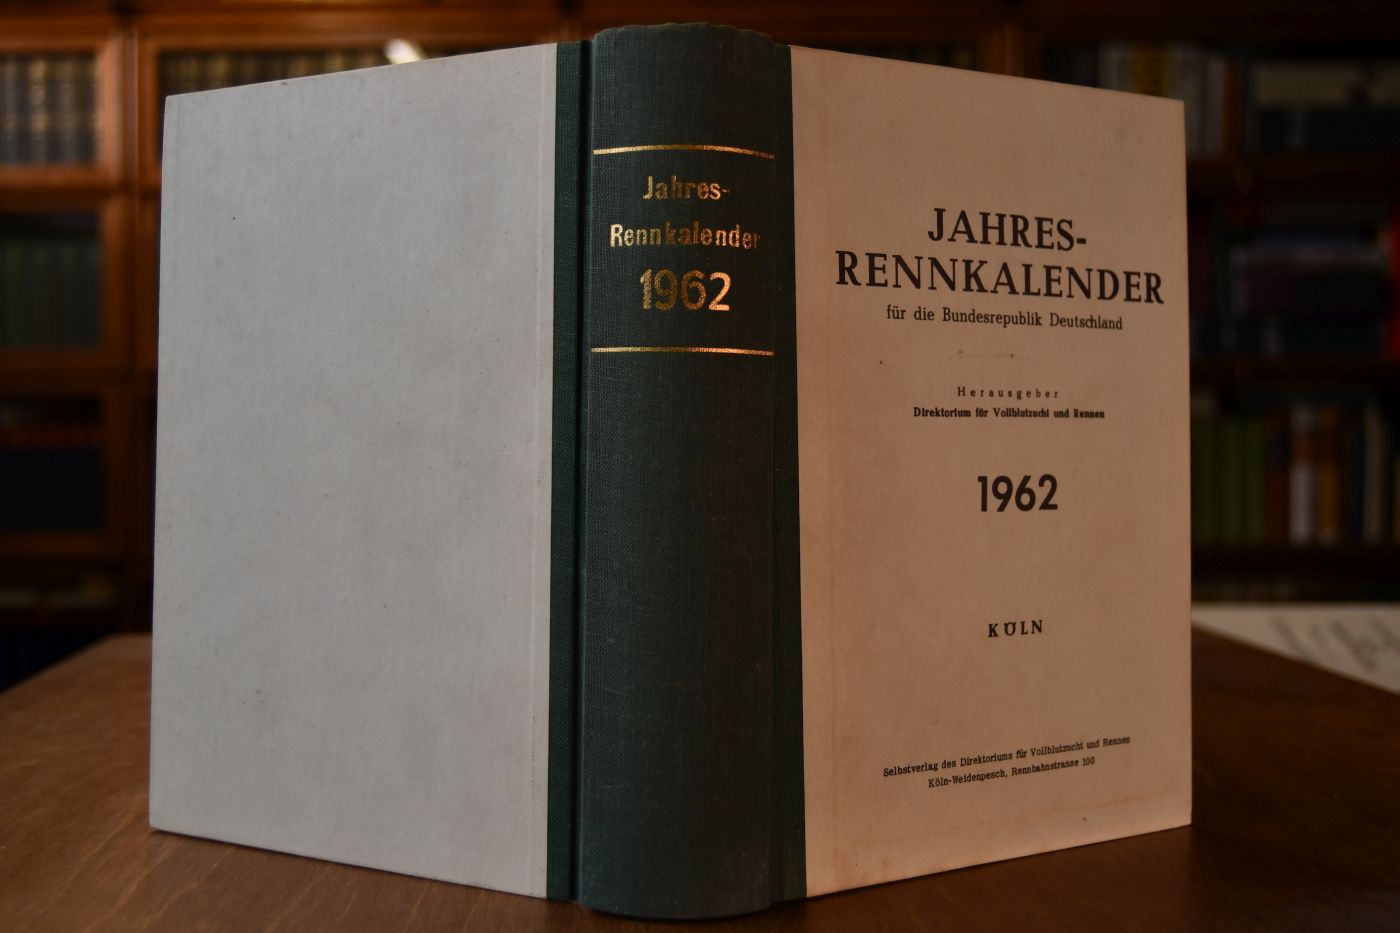 Jahres-
Rennkalender
1962
JAHRES-
RENNKALENDER
für die Bundesrepublik Deutschland
Herausgeber
Direktorium für Vollblutzucht und Rennen
1962
KÖLN
Selbstverlag des Direktoriums für Vollblutzucht und Rennen
Köln-Weidenpesch, Rennbahnstrasse 100